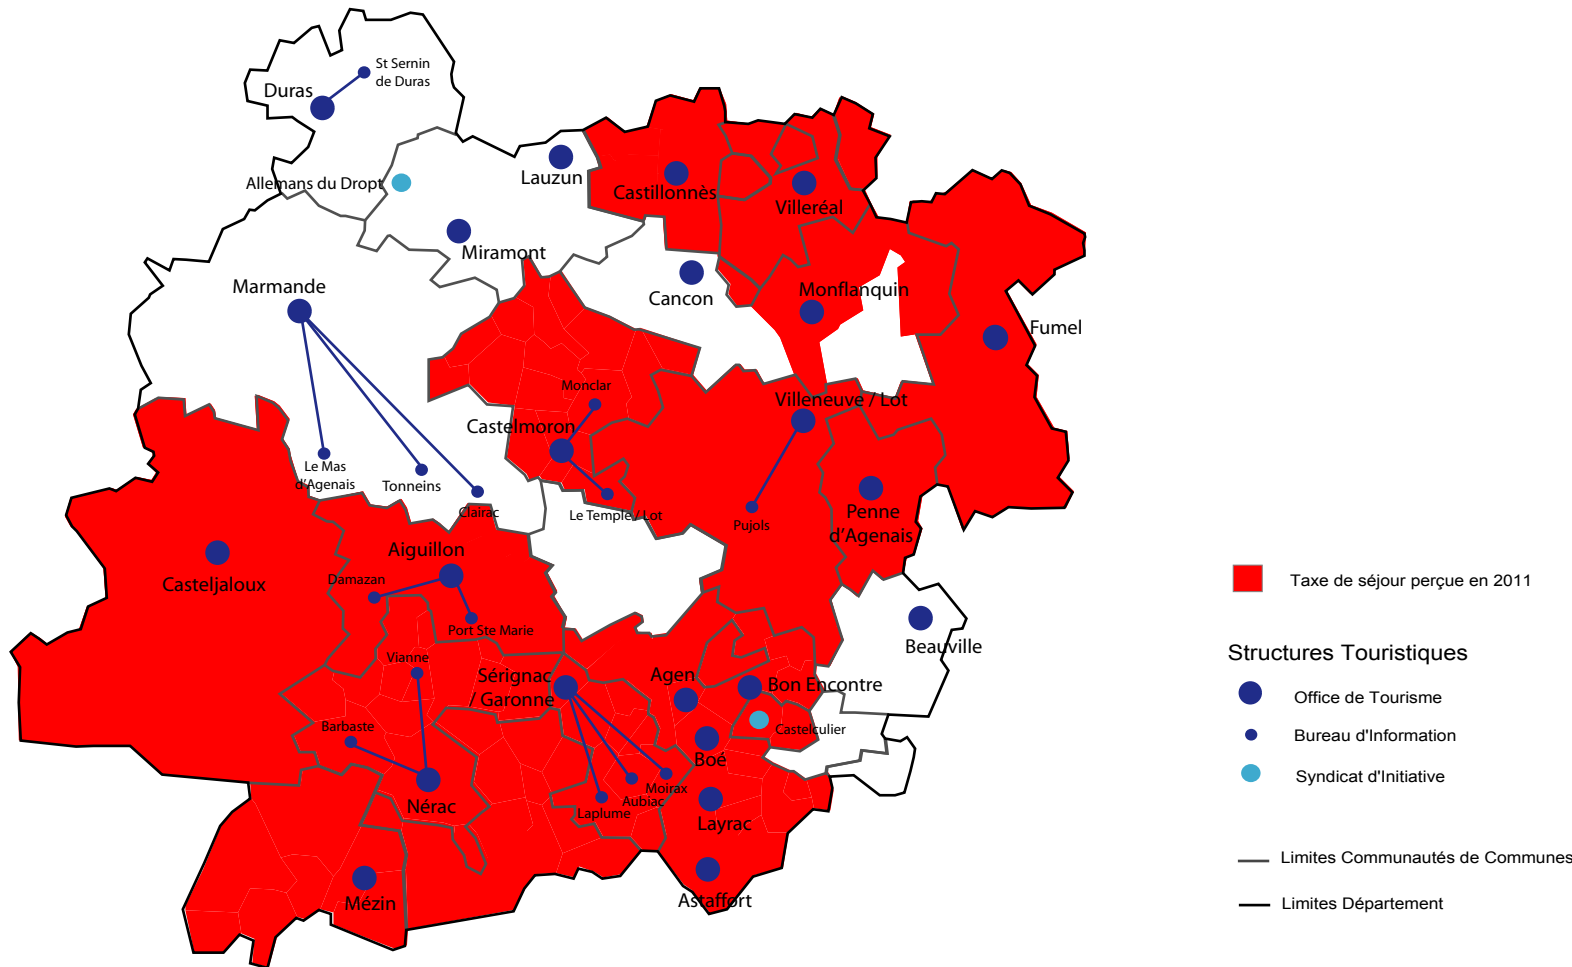 St Sernin
de Duras
Duras
Allemans du Dropt
Lauzun
Castillonnès
Villeréal
Miramont
Marmande
Cancon
Monflanquin
Fumel
Monclar
Villeneuve / Lot
Castelmoron
Le Mas
d'Agenais
Tonneins
Clairac
Le Temple / Lot
Pujols
Penne
d'Agenais
Aiguillon
Casteljaloux
Damazan
Port Ste Marie
Beauville
Vianne
Sérignac
/ Garonne
Agen
Bon Encontre
Barbaste
Castelculier
Boé
Moirax
Aubiac
Laplume
Nérac
Layrac
Mézin
Astaffort
Taxe de séjour perçue en 2011
Structures Touristiques
Office de Tourisme
Bureau d'Information
Syndicat d'Initiative
Limites Communautés de Communes
Limites Département